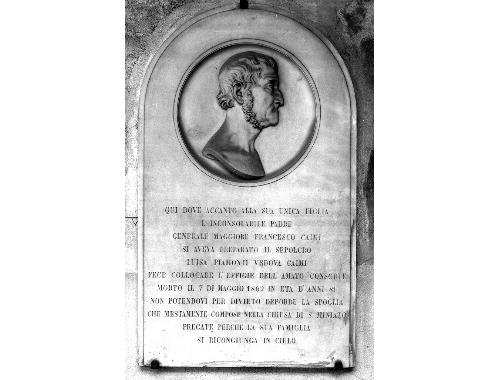 QUI DOVE ACCANTO ALLA SUA UNICA FIGLIA
L'INCONSOLABILE PADRE
GENERALE MAGGIORE FRANCESCO CAIMI
SI AVEVA PREPARATO IL SEPOLCRO
LUISA PIAMONTI VEDOVA CAIMI
FECE COLLOCARE L'EFFIGIE DELL'AMATO CONSORTE
MORTO IL 7 DI MAGGIO 1862 IN ETÀ D'ANNI
NON POTENDOVI PER DIVIETO DEPORRE LA SPOGLIA
CHE MESTAMENTE COMPOSE NELLA CHIESA DI S. MINIATO
PREGATE PERCHÈ LA SUA FAMIGLIA
SI RICONGIUNGA IN CIELO.